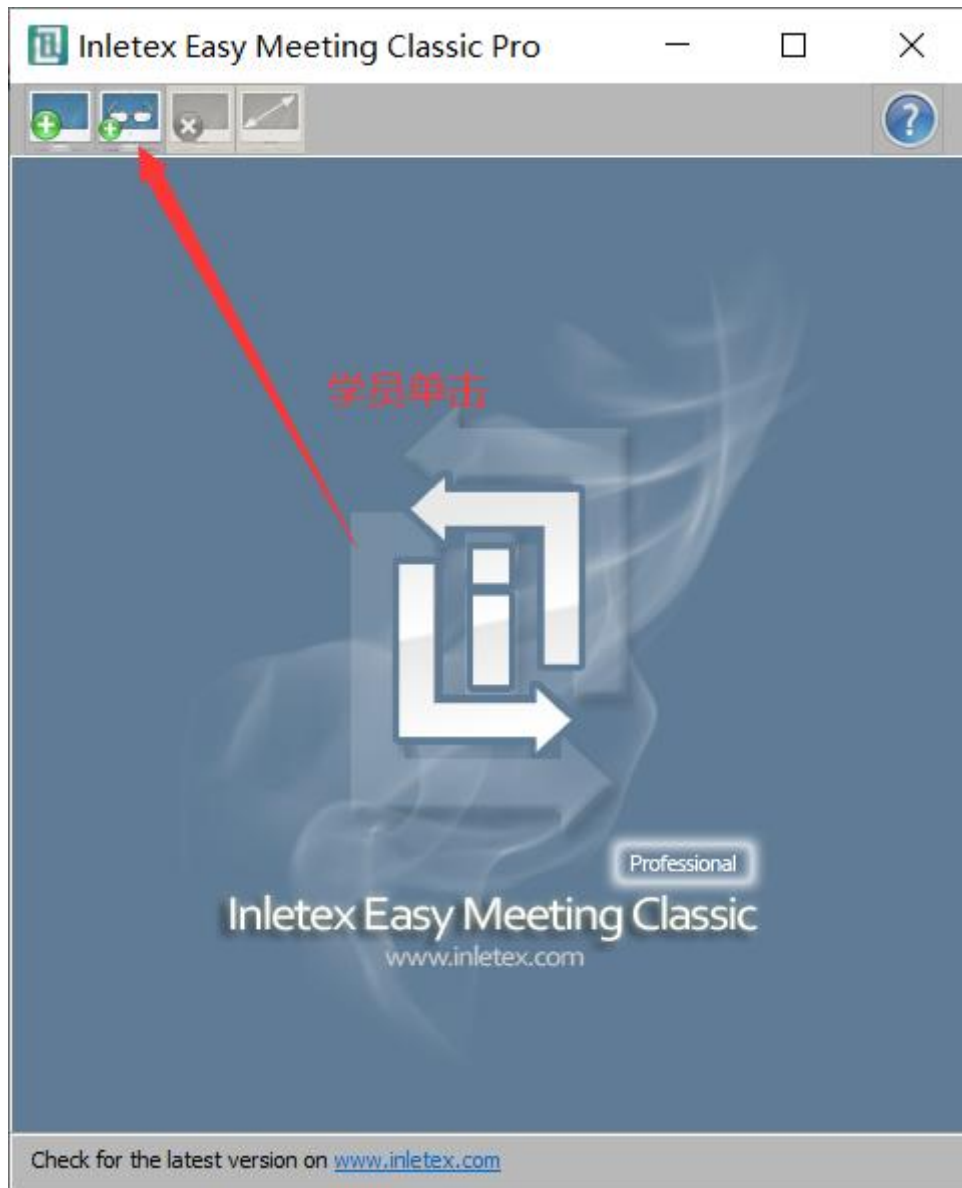 Inletex Easy Meeting Classic Pro
学员单击
Professional
Inletex Easy Meeting Classic
www.inletex.com
Check for the latest version on www.inletex.com